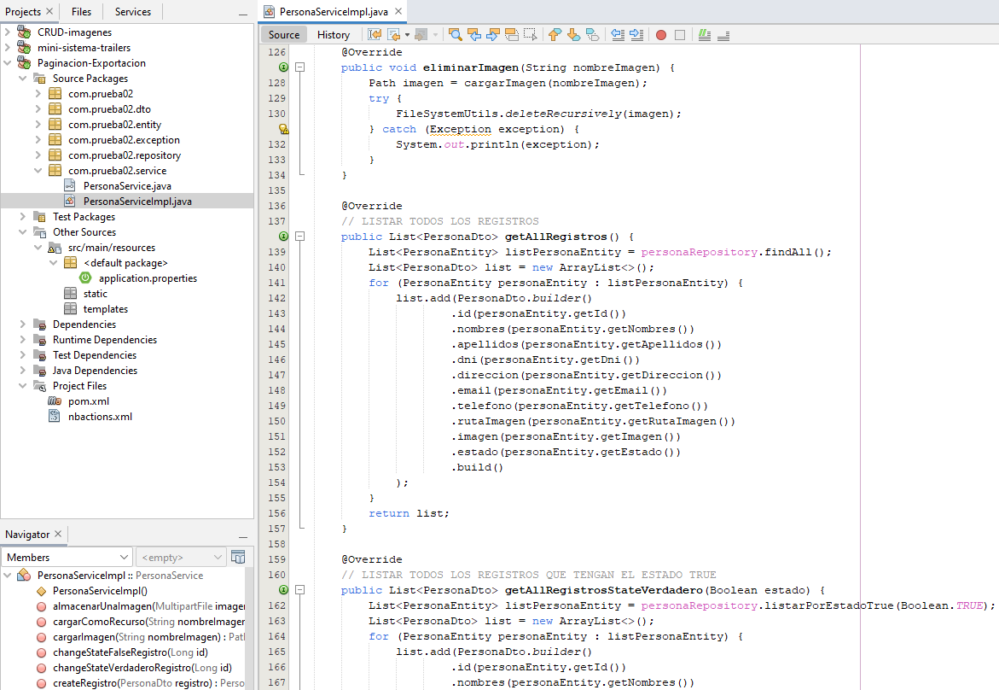 Projects
Files
Services
CRUD-imagenes
mini-sistema-trailers
Paginacion-Exportacion
Source Packages
com.prueba02
com.prueba02.dto
com.prueba02.entity
com.prueba02.exception
com.prueba02.repository
com.prueba02.service
PersonaService.java
PersonaServiceImpl.java
Test Packages
Other Sources
src/main/resources
<default package>
application.properties
static
templates
Dependencies
Runtime Dependencies
Test Dependencies
Java Dependencies
Project Files
pom.xml
nbactions.xml
Navigator
Members
<empty>
PersonaServiceImpl :: PersonaService
PersonaServiceImpl()
almacenarUnaImagen(MultipartFile imagen
cargarComoRecurso(String nombreImagen
cargarImagen(String nombreImagen) : Path
changeStateFalseRegistro(Long id)
changeStateVerdaderoRegistro(Long id)
createRegistro(PersonaDto registro) : Perso
PersonaServiceImpl.java
Source History
126 @Override
public void eliminarImagen(String nombreImagen) {
128 Path imagen = cargarImagen(nombreImagen);
129 try {
130 FileSystemUtils.deleteRecursively(imagen);
} catch (Exception exception) {
132 System.out.println(exception);
133 }
134 }
135
136 @Override
137 // LISTAR TODOS LOS REGISTROS
public List<PersonaDto> getAllRegistros() {
139 List<PersonaEntity> listPersonaEntity = personaRepository.findAll();
140 List<PersonaDto> list = new ArrayList<>();
141 for (PersonaEntity personaEntity : listPersonaEntity) {
142 list.add(PersonaDto.builder()
143 .id(personaEntity.getId())
144 .nombres(personaEntity.getNombres())
145 .apellidos(personaEntity.getApellidos())
146 .dni(personaEntity.getDni())
147 .direccion(personaEntity.getDireccion())
148 .email(personaEntity.getEmail())
149 .telefono(personaEntity.getTelefono())
150 .rutaImagen(personaEntity.getRutaImagen())
151 .imagen(personaEntity.getImagen())
152 .estado(personaEntity.getEstado())
153 .build()
154 );
155 }
156 return list;
157 }
158
159 @Override
160 // LISTAR TODOS LOS REGISTROS QUE TENGAN EL ESTADO TRUE
public List<PersonaDto> getAllRegistrosStateVerdadero(Boolean estado) {
162 List<PersonaEntity> listPersonaEntity = personaRepository.listarPorEstadoTrue(Boolean.TRUE);
163 List<PersonaDto> list = new ArrayList<>();
164 for (PersonaEntity personaEntity : listPersonaEntity) {
165 list.add(PersonaDto.builder()
166 .id(personaEntity.getId())
167 .nombres(personaEntity.getNombres())